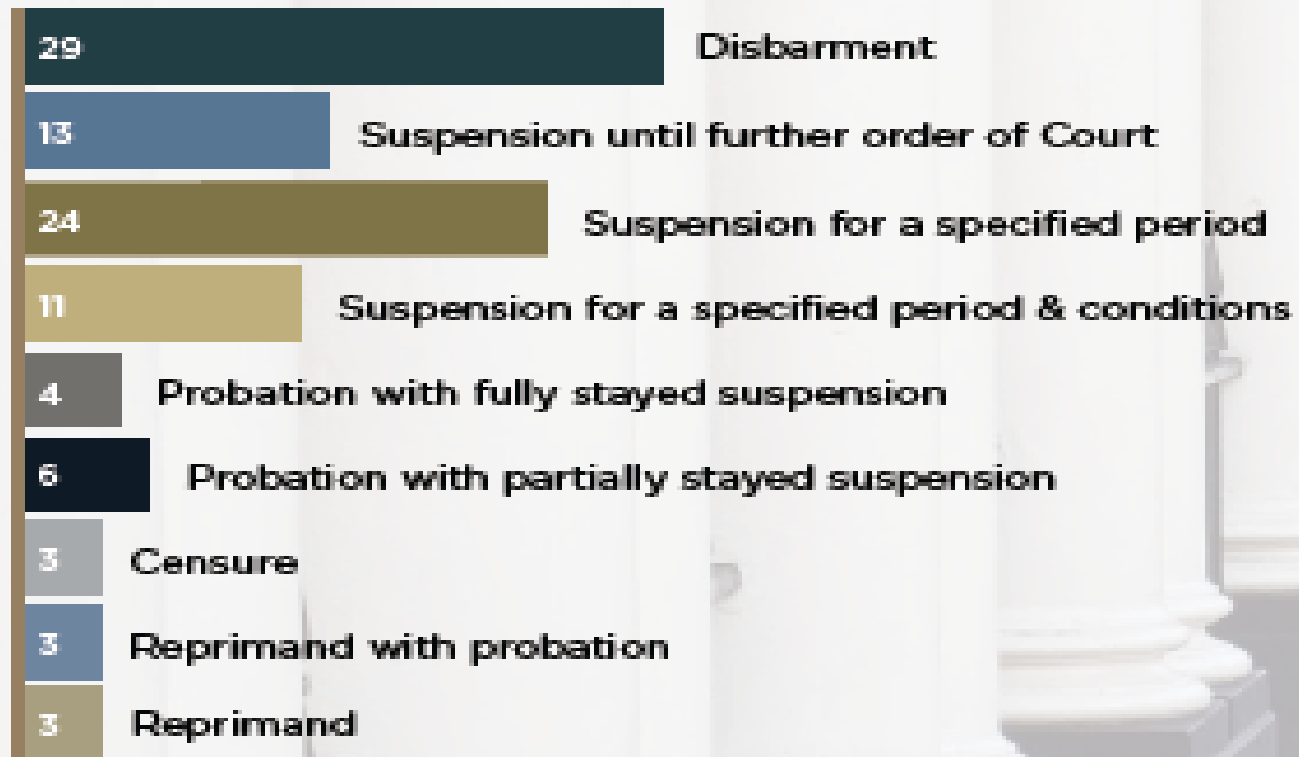 29 Disbarment
13 Suspension until further order of Court
24 Suspension for a specified period
11 Suspension for a specified period & conditions
4 Probation with fully stayed suspension
6 Probation with partially stayed suspension
3 Censure
3 Reprimand with probation
3 Reprimand